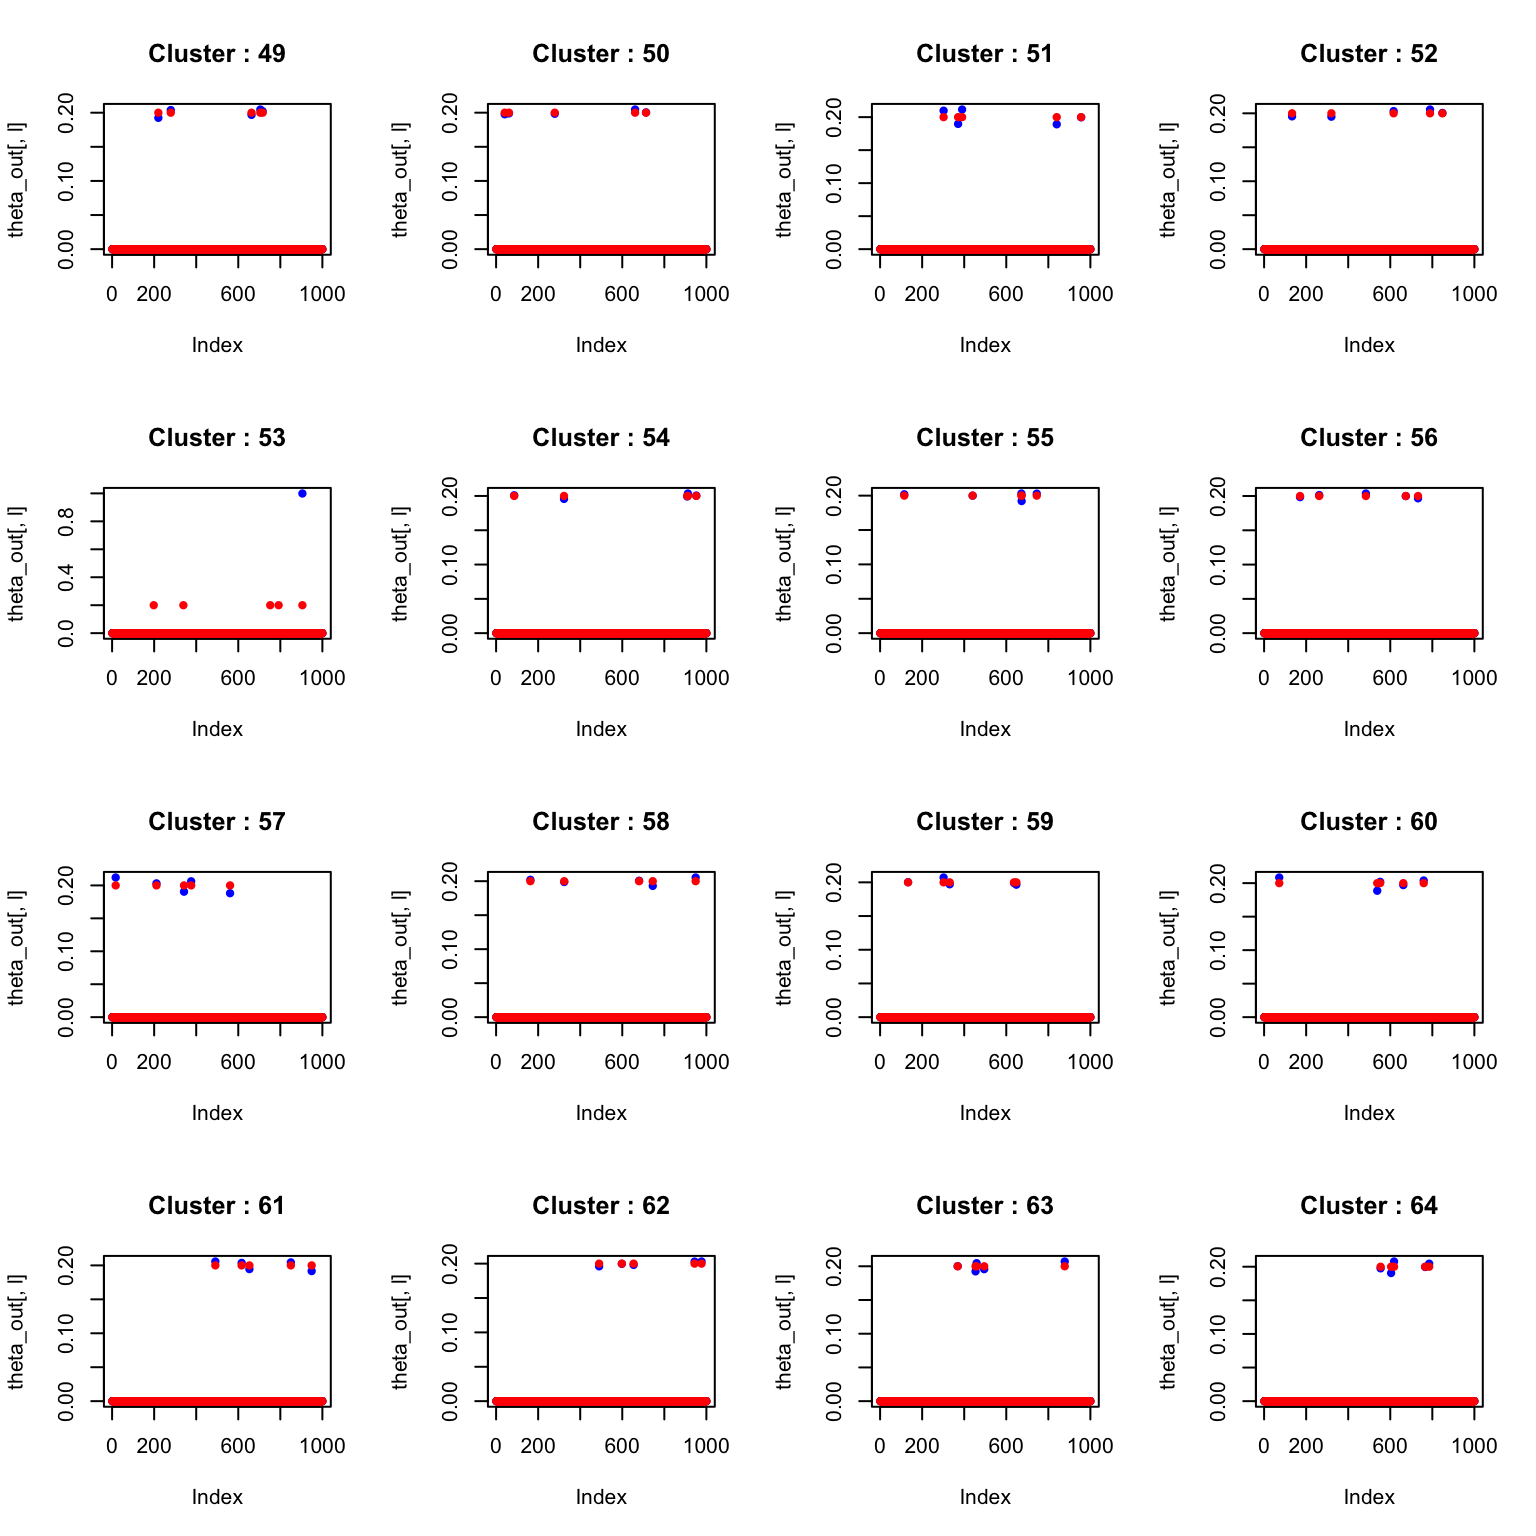 Cluster : 49
theta_out[, l]
0.00 0.10 0.20
0 200 600 1000
Index
Cluster : 50
theta_out[, l]
0.00 0.10 0.20
0 200 600 1000
Index
Cluster : 51
theta_out[, l]
0.00 0.10 0.20
0 200 600 1000
Index
Cluster : 52
theta_out[, l]
0.00 0.10 0.20
0 200 600 1000
Index
Cluster : 53
theta_out[, l]
0.0 0.4 0.8
0 200 600 1000
Index
Cluster : 54
theta_out[, l]
0.00 0.10 0.20
0 200 600 1000
Index
Cluster : 55
theta_out[, l]
0.00 0.10 0.20
0 200 600 1000
Index
Cluster : 56
theta_out[, l]
0.00 0.10 0.20
0 200 600 1000
Index
Cluster : 57
theta_out[, l]
0.00 0.10 0.20
0 200 600 1000
Index
Cluster : 58
theta_out[, l]
0.00 0.10 0.20
0 200 600 1000
Index
Cluster : 59
theta_out[, l]
0.00 0.10 0.20
0 200 600 1000
Index
Cluster : 60
theta_out[, l]
0.00 0.10 0.20
0 200 600 1000
Index
Cluster : 61
theta_out[, l]
0.00 0.10 0.20
0 200 600 1000
Index
Cluster : 62
theta_out[, l]
0.00 0.10 0.20
0 200 600 1000
Index
Cluster : 63
theta_out[, l]
0.00 0.10 0.20
0 200 600 1000
Index
Cluster : 64
theta_out[, l]
0.00 0.10 0.20
0 200 600 1000
Index